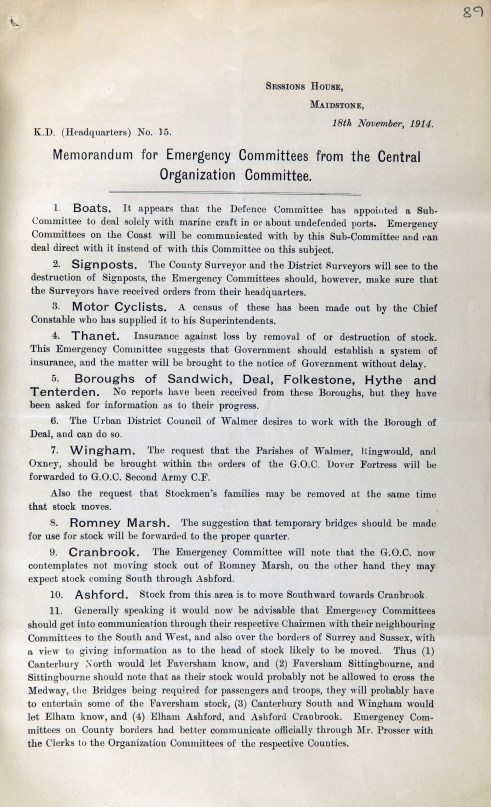 89
Sessions House,
Maidstone,
18th November, 1914.
K.D. (Headquarters) No. 15.
Memorandum for Emergency Committees from the Central
Organization Committee.
1 Boats. It appears that the Defence Committee has appointed a Sub-
Committee to deal solely with marine craft in or about undefended ports. Emergency
Committees on the Coast will be communicated with by this Sub-Committee and can
deal direct with it instead of with this Committee on this subject.
2. Signposts. The County Surveyor and the District Surveyors will see to the
destruction of Signposts, the Emergency Committees should, however, make sure that
the Surveyors have received orders from their headquarters.
3. Motor Cyclists. A census of these has been made out by the Chief
Constable who has supplied it to his Superintendents.
4. Thanet. Insurance against loss by removal of or destruction of stock.
This Emergency Committee suggests that Government should establish a system of
insurance, and the matter will be brought to the notice of Government without delay.
5. Boroughs of Sandwich, Deal, Folkestone, Hythe and
Tenterden. No reports have been received from these Boroughs, but they have
been asked for information as to their progress.
6. The Urban District Council of Walmer desires to work with the Borough of
Deal, and can do so.
7. Wingham. The request that the Parishes of Walmer, Ringwould, and
Oxney, should be brought within the orders of the G.O.C. Dover Fortress will be
forwarded to G.O.C. Second Army C.F.
Also the request that Stockmen's families may be removed at the same time
that stock moves.
8. Romney Marsh. The suggestion that temporary bridges should be made
for use for stock will be forwarded to the proper quarter.
9. Cranbrook. The Emergency Committee will note that the G.O.C. now
contemplates not moving stock out of Romney Marsh, on the other hand they may
expect stock coming South through Ashford.
10. Ashford. Stock from this area is to move Southward towards Cranbrook.
11. Generally speaking it would now be advisable that Emergency Committees
should get into communication through their respective Chairmen with their neighbouring
Committees to the South and West, and also over the borders of Surrey and Sussex, with
a view to giving information as to the head of stock likely to be moved. Thus (1)
Canterbury North would let Faversham know, and (2) Faversham Sittingbourne, and
Sittingbourne should note that as their stock would probably not be allowed to cross the
Medway, the Bridges being required for passengers and troops, they will probably have
to entertain some of the Faversham stock, (3) Canterbury South and Wingham would
let Elham know, and (4) Elham Ashford, and Ashford Cranbrook. Emergency Com-
mittees on County borders had better communicate officially through Mr. Prosser with
the Clerks to the Organization Committees of the respective Counties.